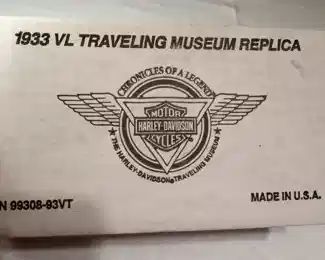 1933 VL TRAVELING MUSEUM REPLICA
CHRONICLES OF A LEGEND
MOTOR
HARLEY-DAVIDSON
CYCLES
®
★ THE HARLEY-DAVIDSON® TRAVELING MUSEUM ★
N 99308-93VT
MADE IN U.S.A.